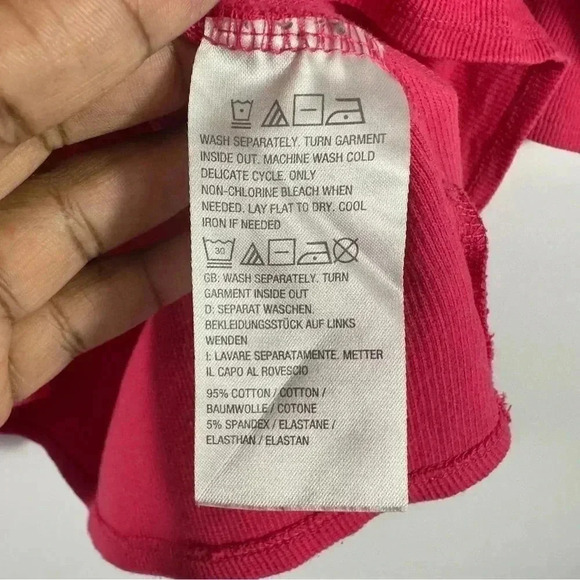 WASH SEPARATELY. TURN GARMENT
INSIDE OUT. MACHINE WASH COLD
DELICATE CYCLE. ONLY
NON-CHLORINE BLEACH WHEN
NEEDED. LAY FLAT TO DRY. COOL
IRON IF NEEDED
30
GB: WASH SEPARATELY. TURN
GARMENT INSIDE OUT
D: SEPARAT WASCHEN.
BEKLEIDUNGSSTÜCK AUF LINKS
WENDEN
I: LAVARE SEPARATAMENTE. METTER
IL CAPO AL ROVESCIO
95% COTTON / COTTON /
BAUMWOLLE / COTONE
5% SPANDEX / ELASTANE /
ELASTHAN / ELASTAN